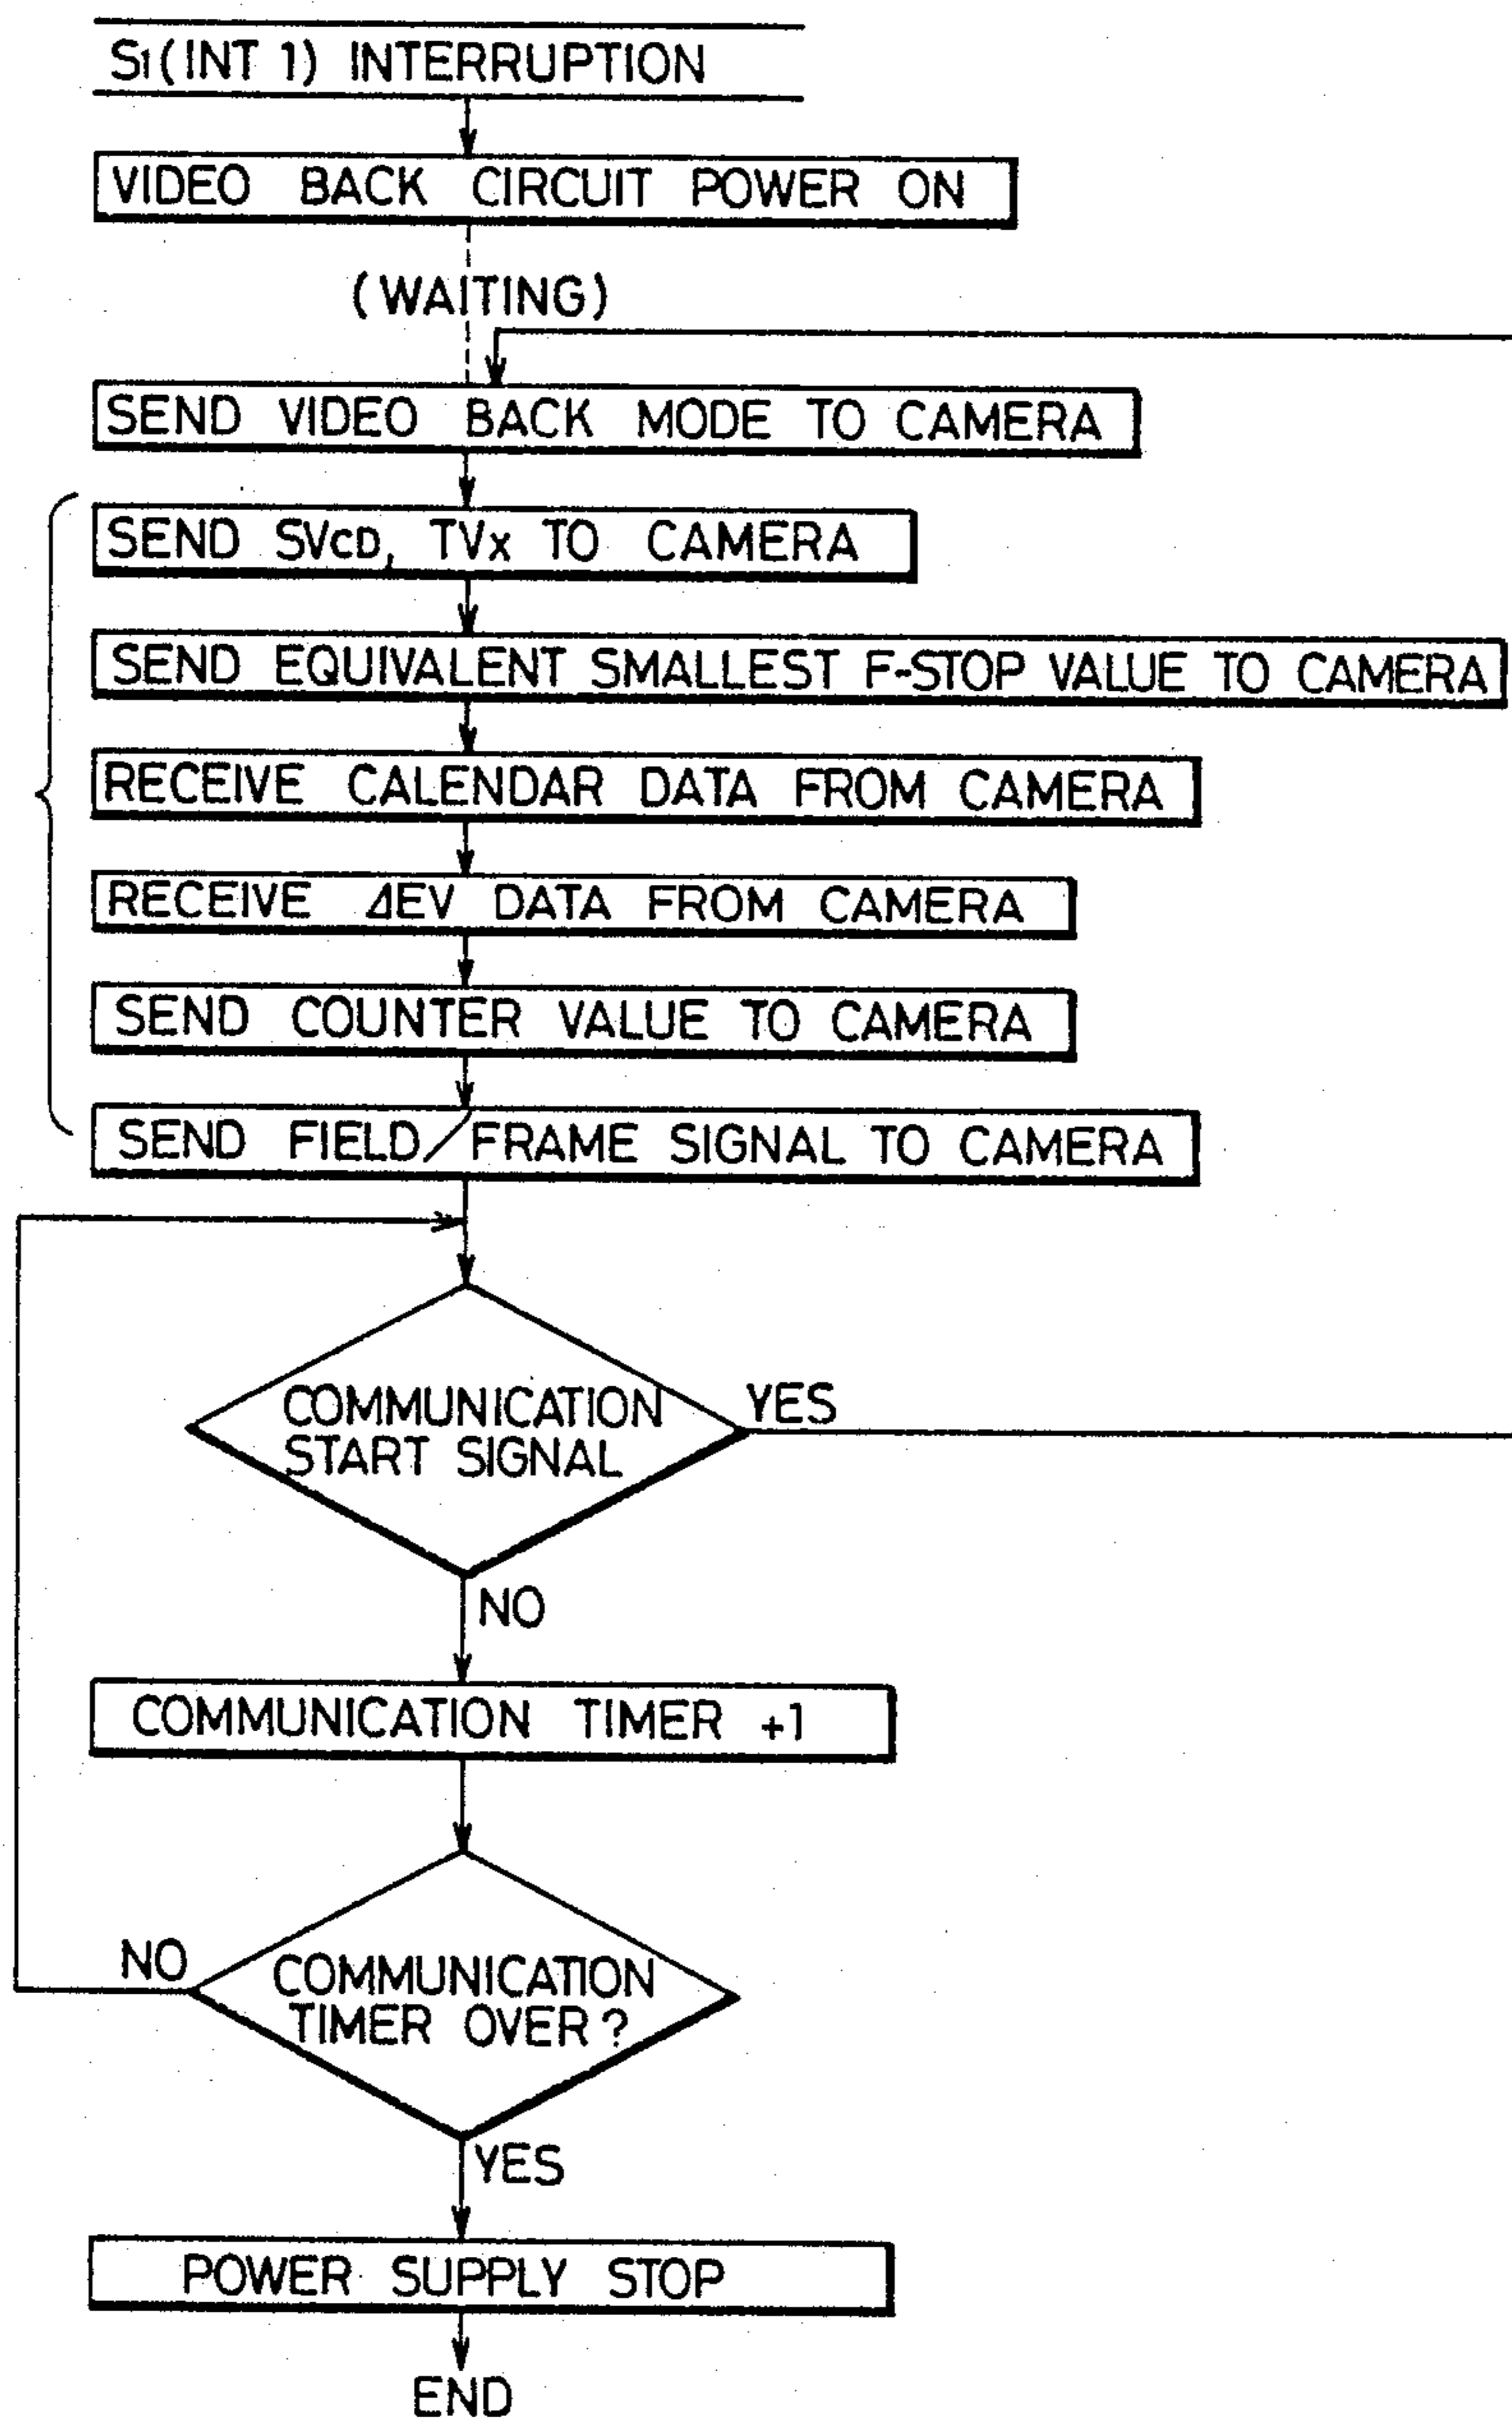 S1(INT 1) INTERRUPTION
VIDEO BACK CIRCUIT POWER ON
(WAITING)
SEND VIDEO BACK MODE TO CAMERA
SEND SVCD, TVx TO CAMERA
SEND EQUIVALENT SMALLEST F-STOP VALUE TO CAMERA
RECEIVE CALENDAR DATA FROM CAMERA
RECEIVE ΔEV DATA FROM CAMERA
SEND COUNTER VALUE TO CAMERA
SEND FIELD/FRAME SIGNAL TO CAMERA
COMMUNICATION
START SIGNAL
YES
NO
COMMUNICATION TIMER +1
NO
COMMUNICATION
TIMER OVER?
YES
POWER SUPPLY STOP
END